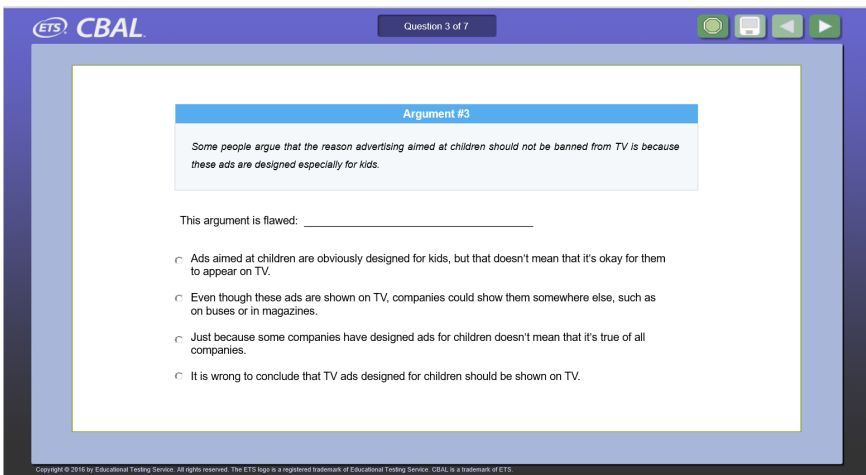 ETS CBAL
Question 3 of 7
Argument #3
Some people argue that the reason advertising aimed at children should not be banned from TV is because
these ads are designed especially for kids.
This argument is flawed:
Ads aimed at children are obviously designed for kids, but that doesn't mean that it's okay for them
to appear on TV.
Even though these ads are shown on TV, companies could show them somewhere else, such as
on buses or in magazines.
Just because some companies have designed ads for children doesn't mean that it's true of all
companies.
It is wrong to conclude that TV ads designed for children should be shown on TV.
Copyright © 2016 by Educational Testing Service. All rights reserved. The ETS logo is a registered trademark of Educational Testing Service. CBAL is a trademark of ETS.